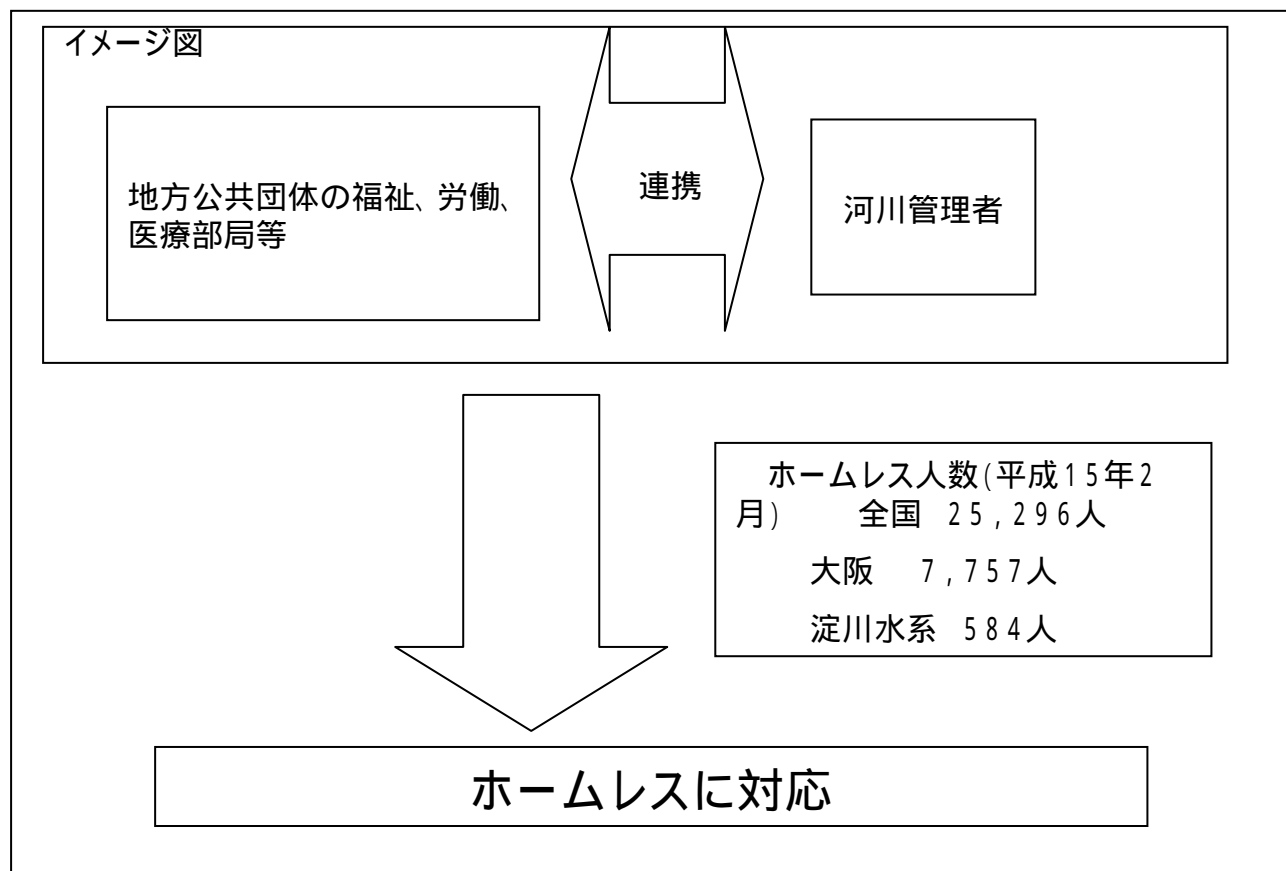 イメージ図
地方公共団体の福祉、労働、
医療部局等
連携
河川管理者
ホームレス人数(平成15年2
月)　　全国　25,296人
大阪　7,757人
淀川水系　584人
ホームレスに対応